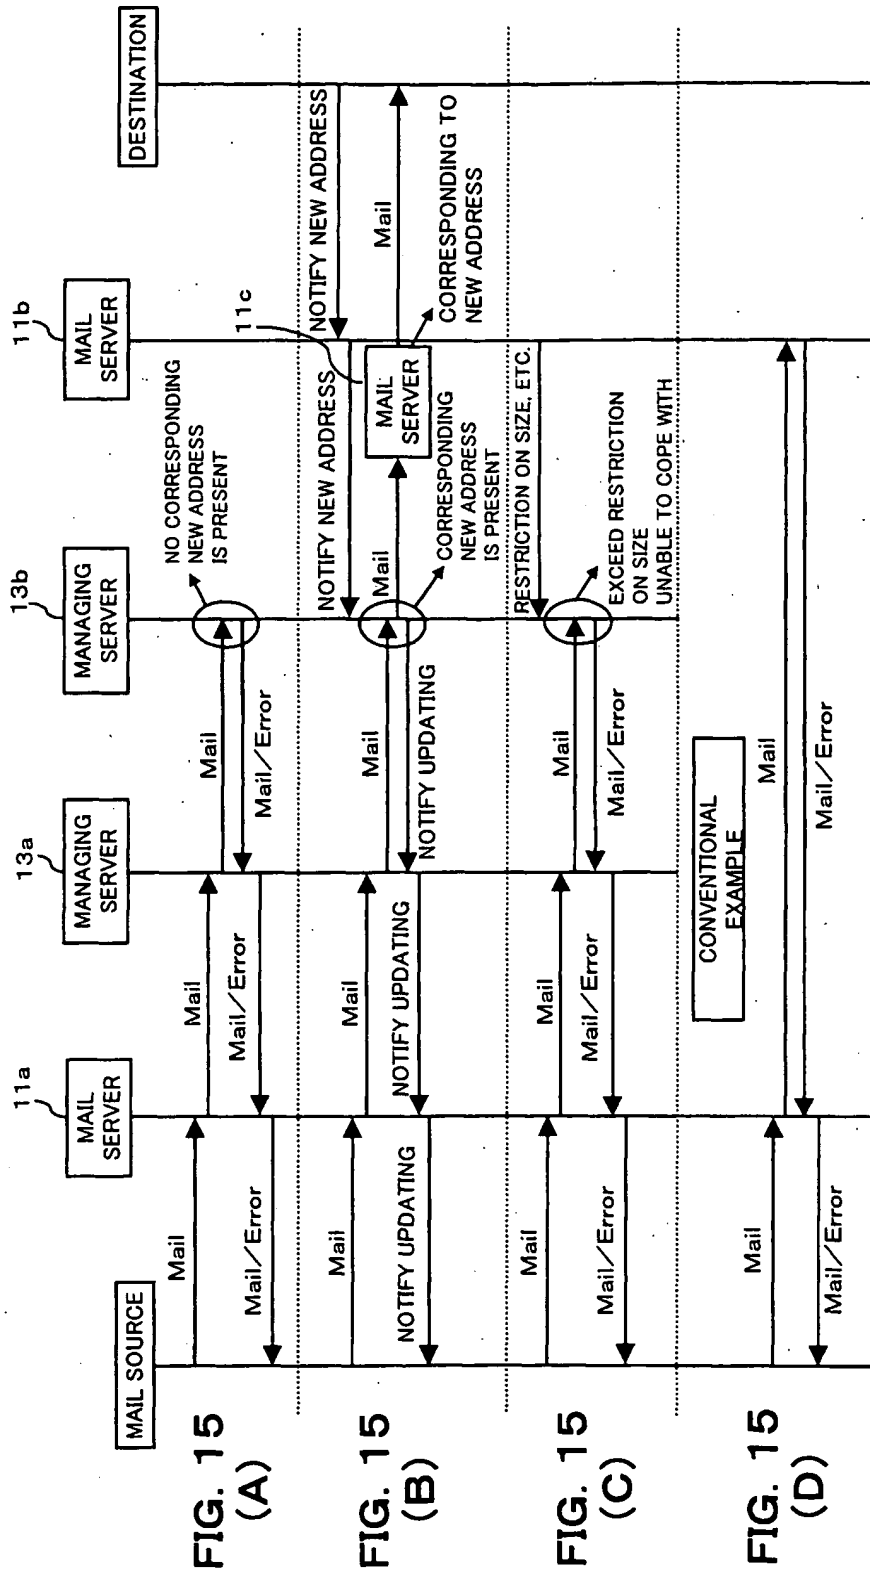 MAIL SOURCE
11a
MAIL
SERVER
13a
MANAGING
SERVER
13b
MANAGING
SERVER
11b
MAIL
SERVER
DESTINATION
FIG. 15
(A)
Mail
Mail/Error
Mail
Mail/Error
Mail
Mail/Error
NO CORRESPONDING
NEW ADDRESS
IS PRESENT
FIG. 15
(B)
Mail
NOTIFY UPDATING
Mail
NOTIFY UPDATING
Mail
NOTIFY UPDATING
NOTIFY NEW ADDRESS
Mail
CORRESPONDING
NEW ADDRESS
IS PRESENT
11c
MAIL
SERVER
NOTIFY NEW ADDRESS
Mail
CORRESPONDING TO
NEW ADDRESS
FIG. 15
(C)
Mail
Mail/Error
Mail
Mail/Error
Mail
Mail/Error
RESTRICTION ON SIZE, ETC.
EXCEED RESTRICTION
ON SIZE
UNABLE TO COPE WITH
FIG. 15
(D)
Mail
Mail/Error
CONVENTIONAL
EXAMPLE
Mail
Mail/Error